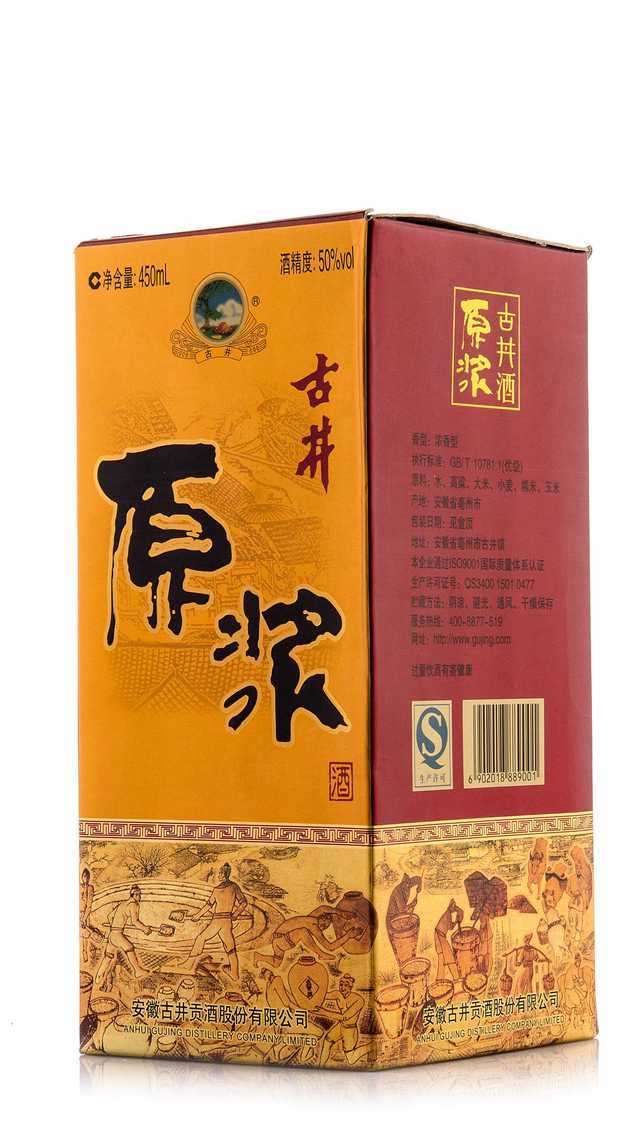 净含量: 450mL
酒精度: 50%vol
古井
®
古井
原浆
酒
安徽古井贡酒股份有限公司
ANHUI GUJING DISTILLERY COMPANY LIMITED
古井酒
原浆
香型: 浓香型
执行标准: GB/T 10781.1(优级)
原料: 水、高粱、大米、小麦、糯米、玉米
产地: 安徽省亳州市
包装日期: 见盒顶
地址: 安徽省亳州市古井镇
本企业通过ISO9001国际质量体系认证
生产许可证号: QS3400 1501 0477
贮藏方法: 阴凉、避光、通风、干燥保存
服务热线: 400-8877-519
网址: http://www.gujing.com
过量饮酒有害健康
S
生产许可
6 902018 889001
安徽古井贡酒股份有限公司
ANHUI GUJING DISTILLERY COMPANY LIMITED